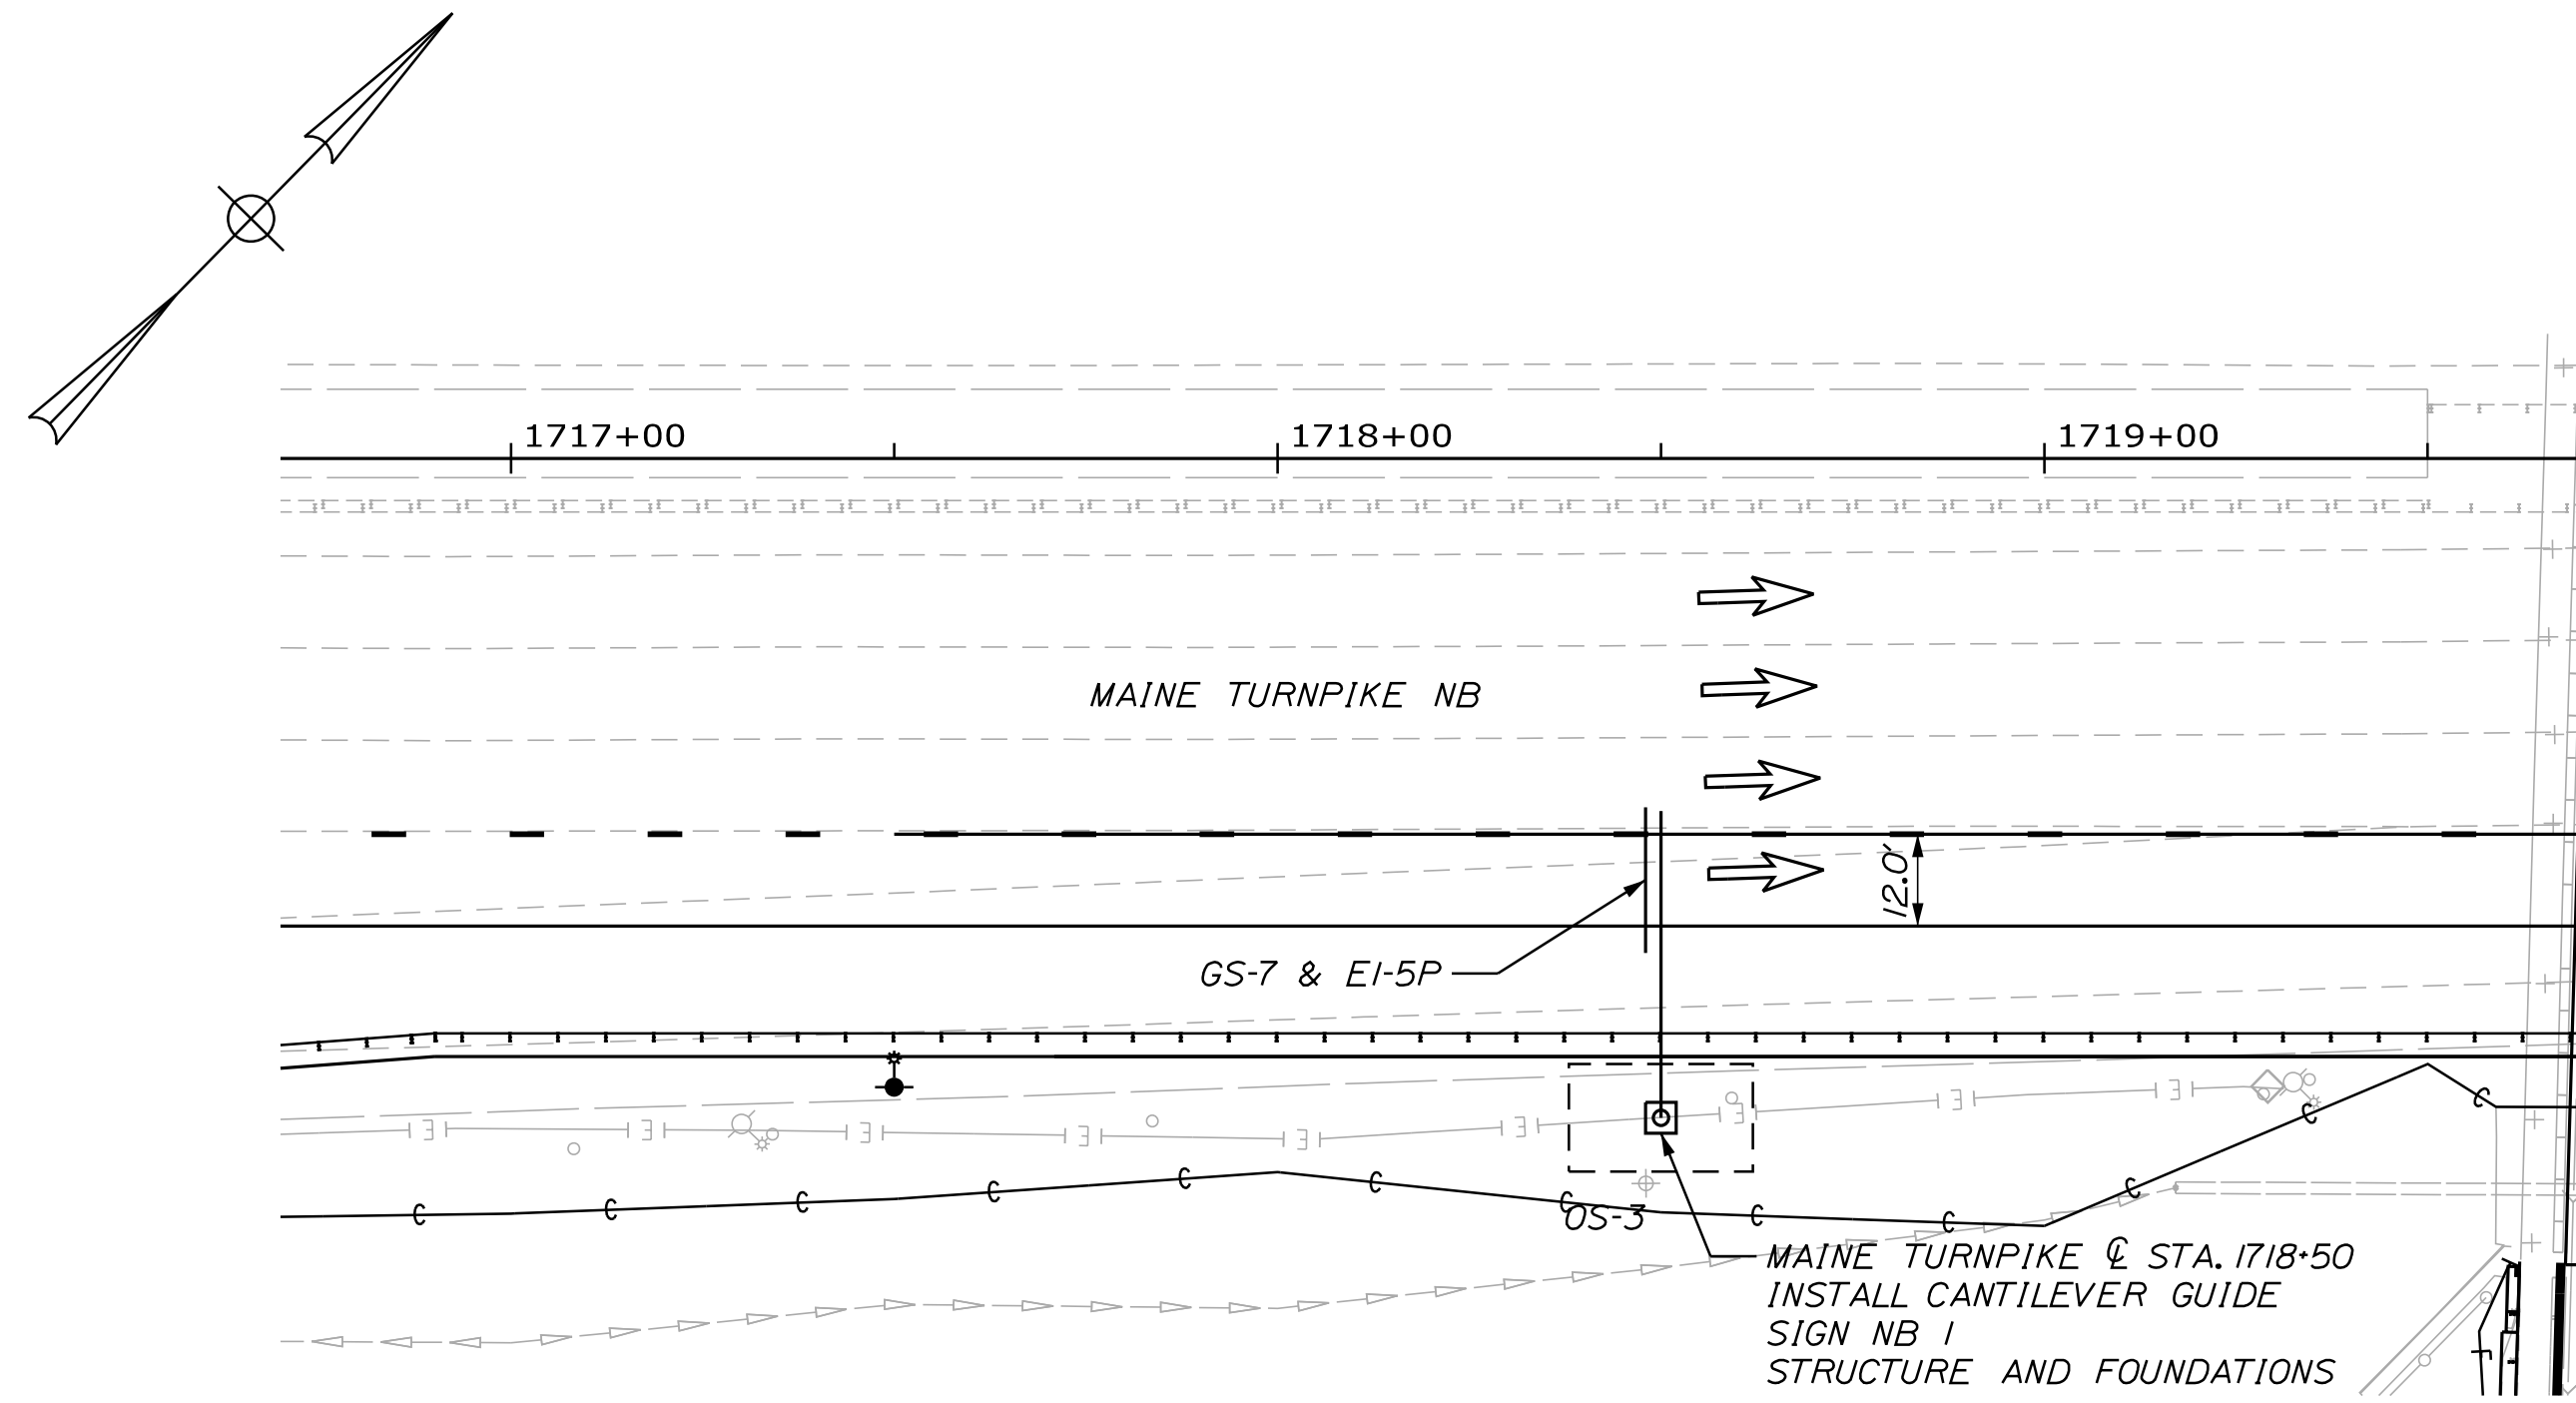 1717+00 1718+00 1719+00
MAINE TURNPIKE NB
12.0'
GS-7 & E1-5P
OS-3
MAINE TURNPIKE ℄ STA. 1718+50
INSTALL CANTILEVER GUIDE
SIGN NB 1
STRUCTURE AND FOUNDATIONS